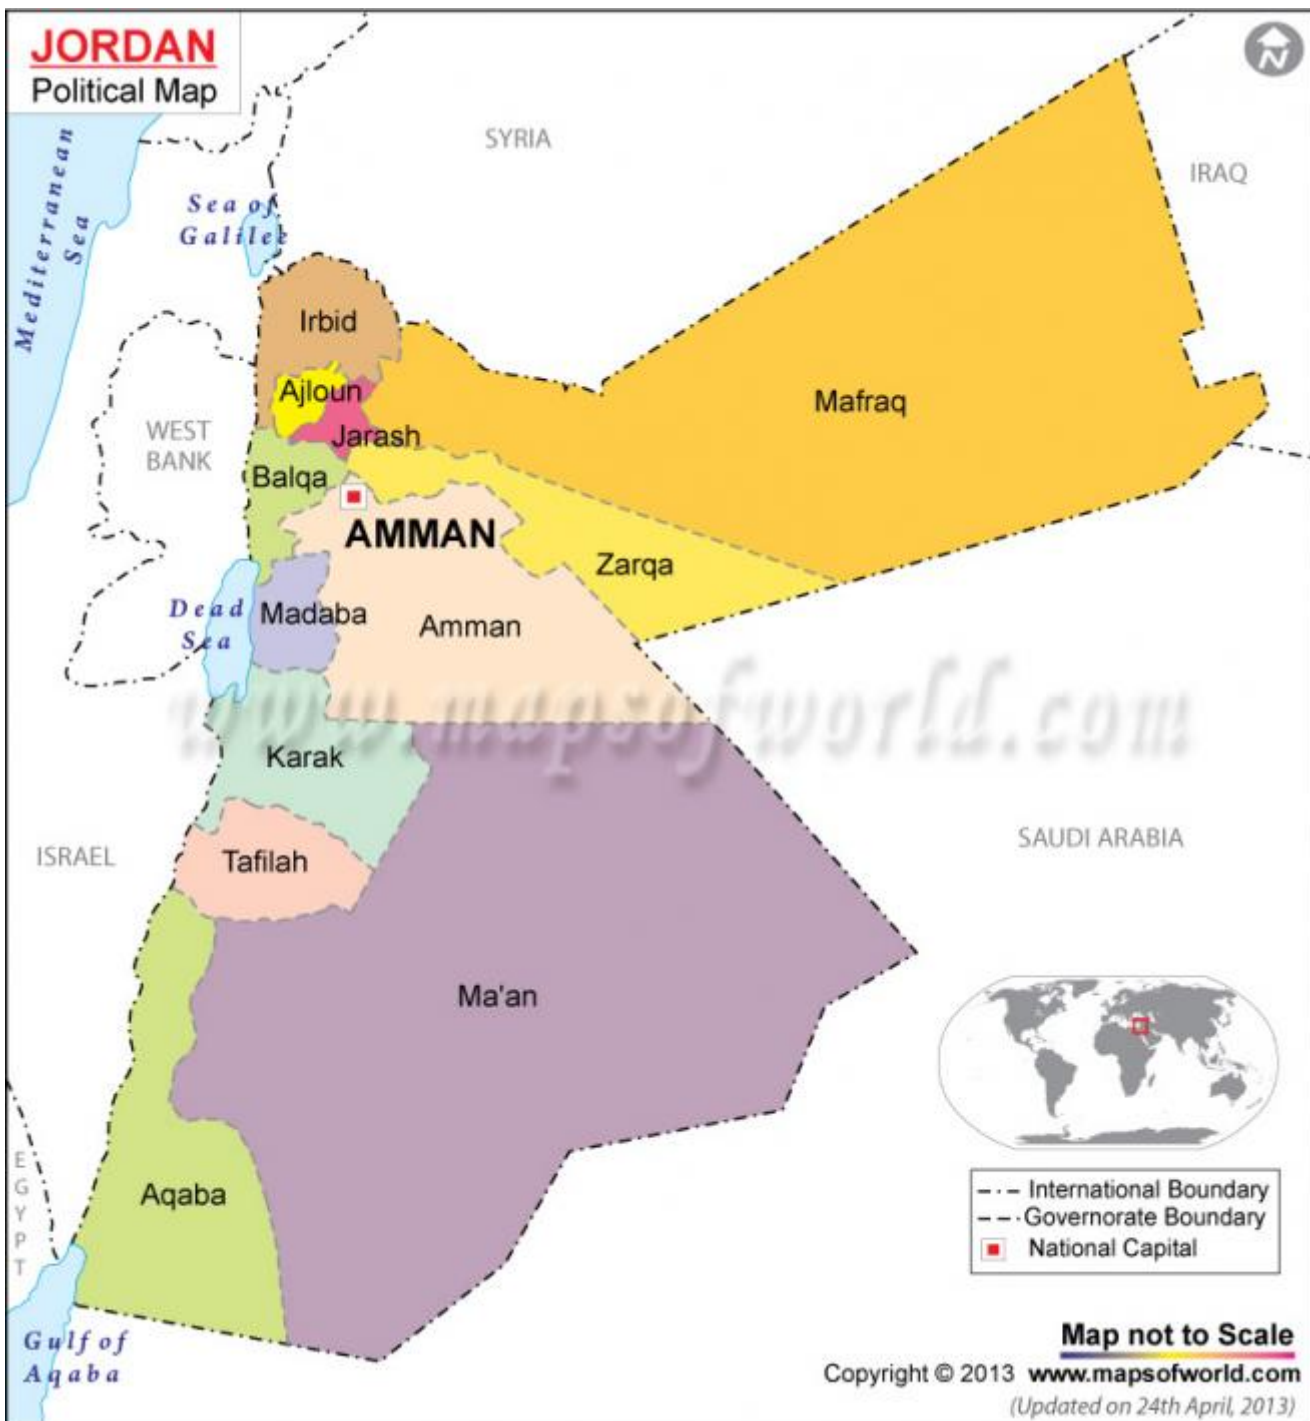 JORDAN
Political Map
SYRIA
IRAQ
Mediterranean
Sea
Sea of
Galilee
Irbid
Ajloun
Jarash
Mafraq
WEST
BANK
Balqa
AMMAN
Zarqa
Dead
Sea
Madaba
Amman
www.mapsofworld.com
Karak
ISRAEL
Tafilah
SAUDI ARABIA
Ma'an
Aqaba
EGYPT
Gulf of
Aqaba
International Boundary
Governorate Boundary
National Capital
N
Map not to Scale
Copyright © 2013 www.mapsofworld.com
(Updated on 24th April, 2013)